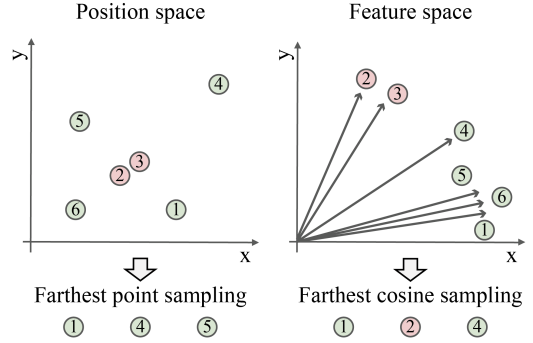 Position space
y
4
5
3
2
6
1
x
Farthest point sampling
1 4 5
Feature space
y
2
3
4
5
6
1
x
Farthest cosine sampling
1 2 4